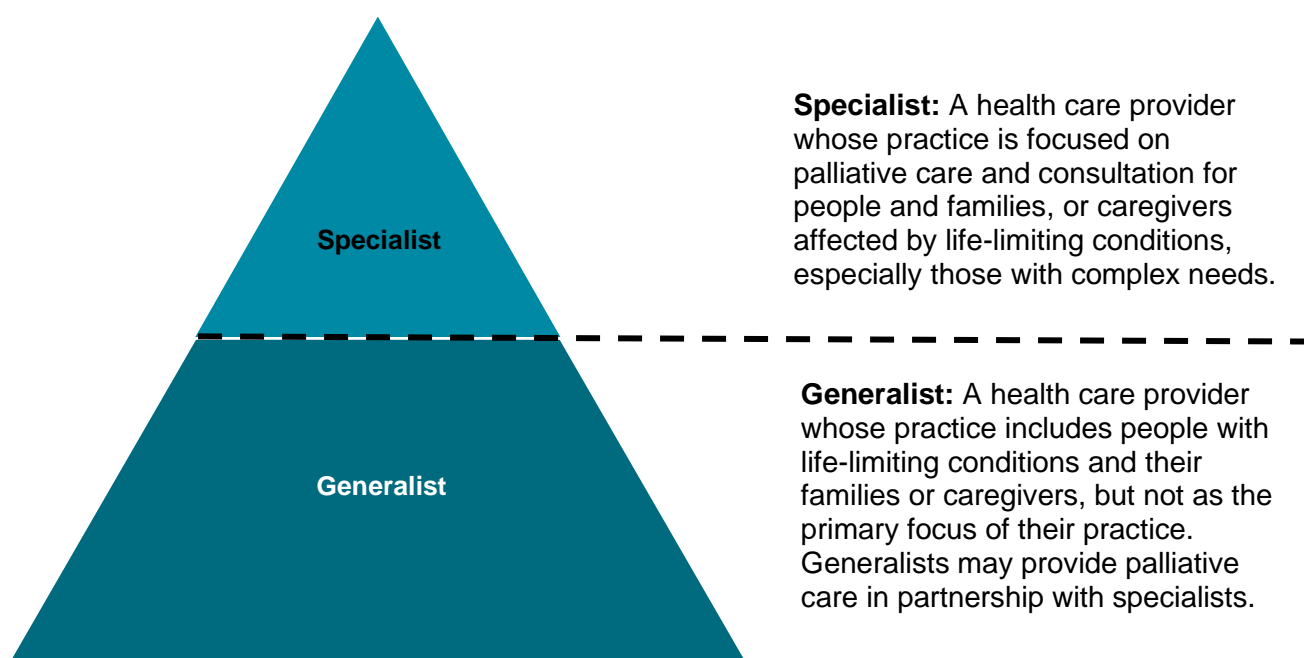 Specialist: A health care provider
whose practice is focused on
palliative care and consultation for
people and families, or caregivers
affected by life-limiting conditions,
especially those with complex needs.
Specialist
Generalist: A health care provider
whose practice includes people with
life-limiting conditions and their
families or caregivers, but not as the
primary focus of their practice.
Generalists may provide palliative
care in partnership with specialists.
Generalist